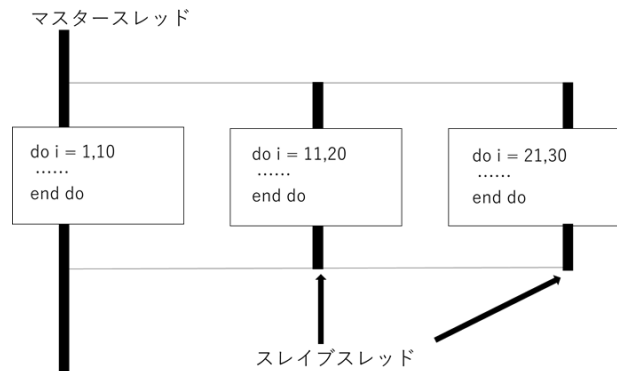 マスタースレッド
do i = 1,10
……
end do
do i = 11,20
……
end do
do i = 21,30
……
end do
スレイブスレッド